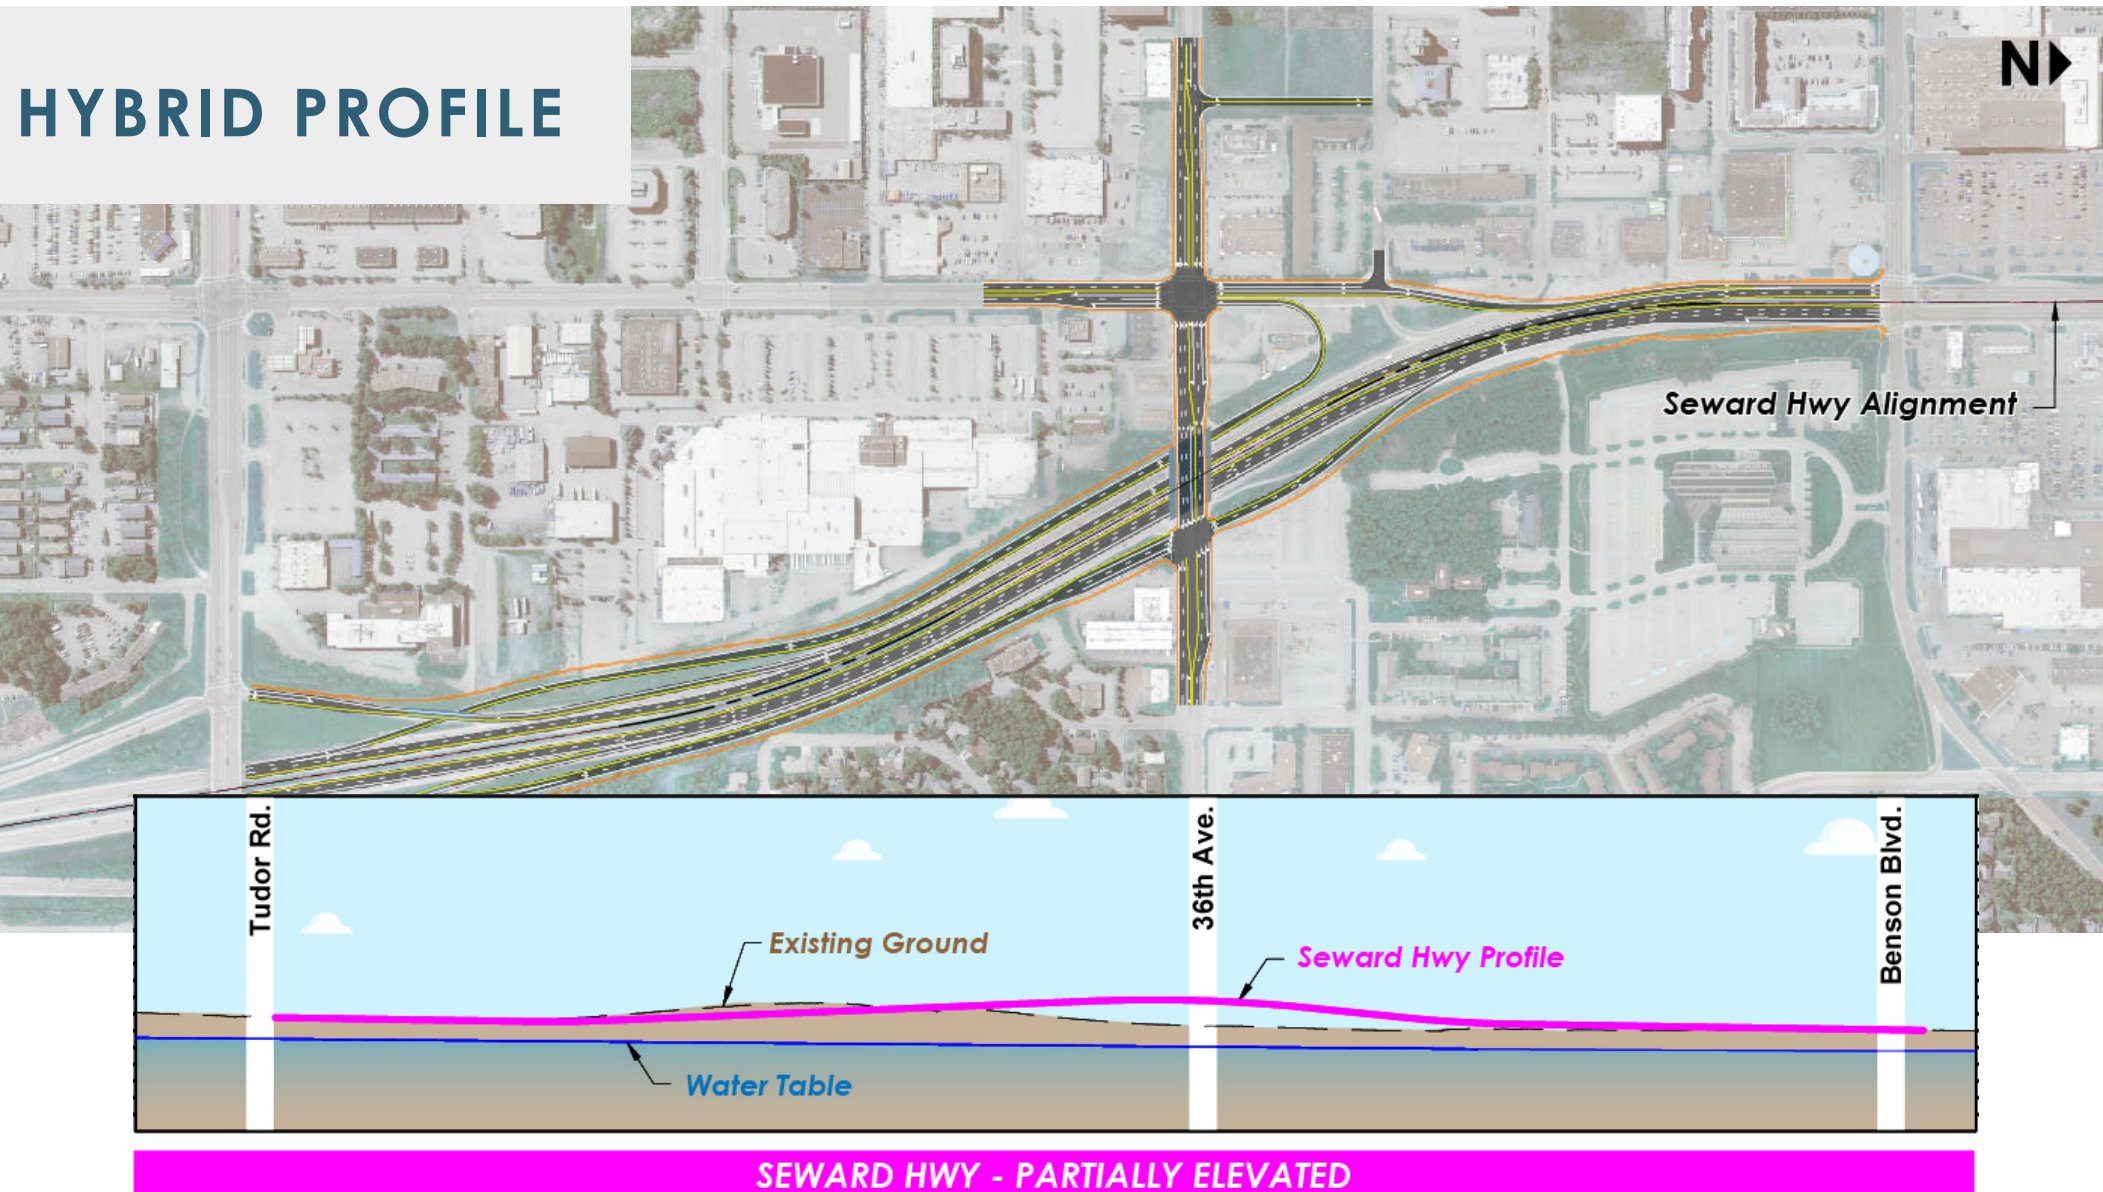 HYBRID PROFILE
N
Seward Hwy Alignment
Tudor Rd.
36th Ave.
Benson Blvd.
Existing Ground
Seward Hwy Profile
Water Table
SEWARD HWY - PARTIALLY ELEVATED